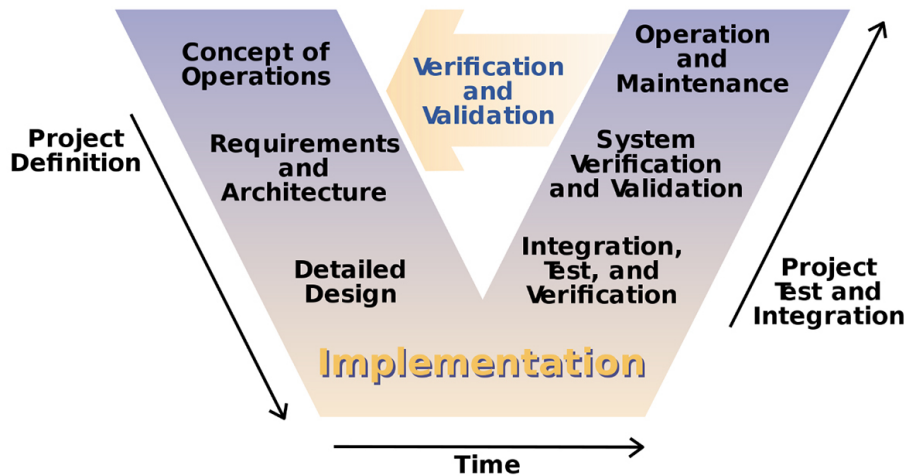 Concept of
Operations
Verification
and
Validation
Operation
and
Maintenance
Project
Definition
Requirements
and
Architecture
System
Verification
and Validation
Detailed
Design
Integration,
Test, and
Verification
Project
Test and
Integration
Implementation
Time